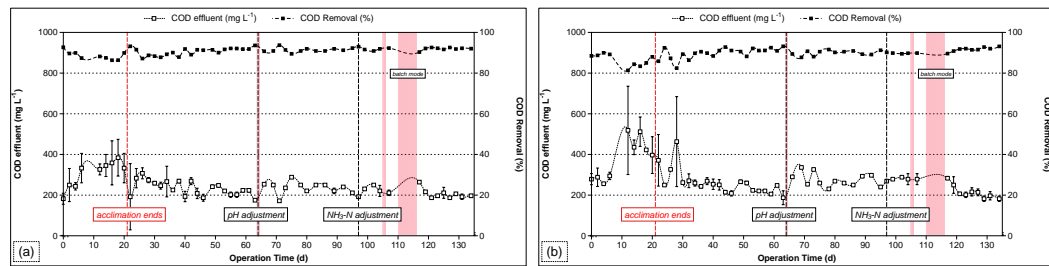 COD effluent (mg L⁻¹) COD Removal (%)
1000
800
600
400
200
0
COD effluent (mg L⁻¹)
100
80
60
40
20
0
COD Removal (%)
batch mode
acclimation ends
pH adjustment
NH₃-N adjustment
0 10 20 30 40 50 60 70 80 90 100 110 120 130
Operation Time (d)
(a)
COD effluent (mg L⁻¹) COD Removal (%)
1000
800
600
400
200
0
COD effluent (mg L⁻¹)
100
80
60
40
20
0
COD Removal (%)
batch mode
acclimation ends
pH adjustment
NH₃-N adjustment
0 10 20 30 40 50 60 70 80 90 100 110 120 130
Operation Time (d)
(b)